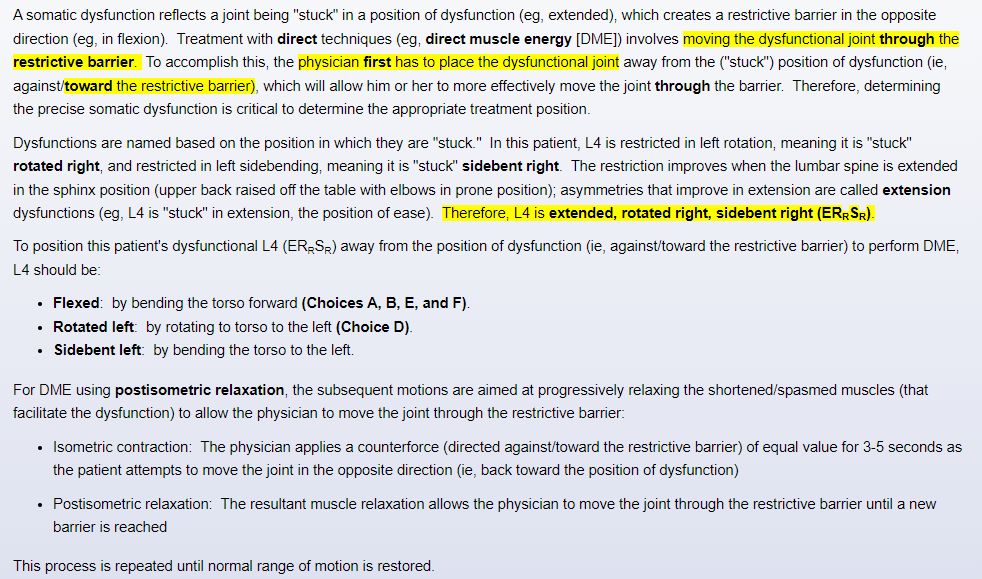 A somatic dysfunction reflects a joint being "stuck" in a position of dysfunction (eg, extended), which creates a restrictive barrier in the opposite
direction (eg, in flexion).  Treatment with direct techniques (eg, direct muscle energy [DME]) involves moving the dysfunctional joint through the
restrictive barrier.  To accomplish this, the physician first has to place the dysfunctional joint away from the ("stuck") position of dysfunction (ie,
against/toward the restrictive barrier), which will allow him or her to more effectively move the joint through the barrier.  Therefore, determining
the precise somatic dysfunction is critical to determine the appropriate treatment position.
Dysfunctions are named based on the position in which they are "stuck."  In this patient, L4 is restricted in left rotation, meaning it is "stuck"
rotated right, and restricted in left sidebending, meaning it is "stuck" sidebent right.  The restriction improves when the lumbar spine is extended
in the sphinx position (upper back raised off the table with elbows in prone position); asymmetries that improve in extension are called extension
dysfunctions (eg, L4 is "stuck" in extension, the position of ease).  Therefore, L4 is extended, rotated right, sidebent right (ERRSR).
To position this patient's dysfunctional L4 (ERRSR) away from the position of dysfunction (ie, against/toward the restrictive barrier) to perform DME,
L4 should be:
• Flexed:  by bending the torso forward (Choices A, B, E, and F).
• Rotated left:  by rotating to torso to the left (Choice D).
• Sidebent left:  by bending the torso to the left.
For DME using postisometric relaxation, the subsequent motions are aimed at progressively relaxing the shortened/spasmed muscles (that
facilitate the dysfunction) to allow the physician to move the joint through the restrictive barrier:
• Isometric contraction:  The physician applies a counterforce (directed against/toward the restrictive barrier) of equal value for 3-5 seconds as
the patient attempts to move the joint in the opposite direction (ie, back toward the position of dysfunction)
• Postisometric relaxation:  The resultant muscle relaxation allows the physician to move the joint through the restrictive barrier until a new
barrier is reached
This process is repeated until normal range of motion is restored.